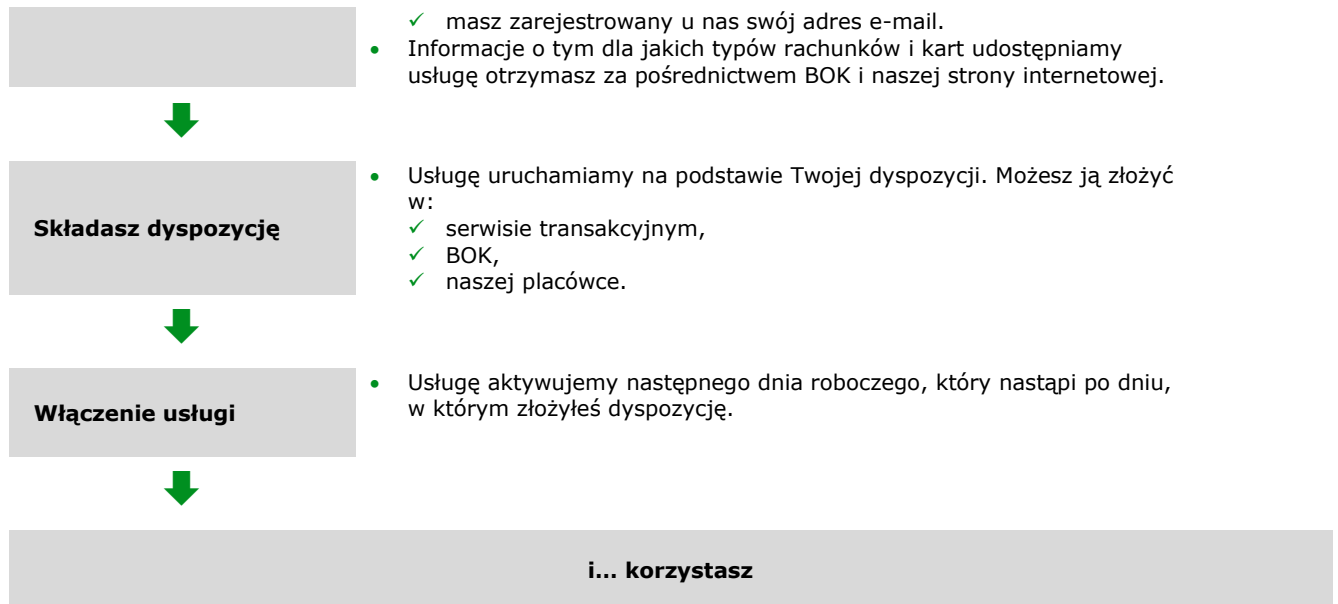 ✓ masz zarejestrowany u nas swój adres e-mail.
• Informacje o tym dla jakich typów rachunków i kart udostępniamy
usługę otrzymasz za pośrednictwem BOK i naszej strony internetowej.
Składasz dyspozycję
• Usługę uruchamiamy na podstawie Twojej dyspozycji. Możesz ją złożyć
w:
✓ serwisie transakcyjnym,
✓ BOK,
✓ naszej placówce.
Włączenie usługi
• Usługę aktywujemy następnego dnia roboczego, który nastąpi po dniu,
w którym złożyłeś dyspozycję.
i... korzystasz